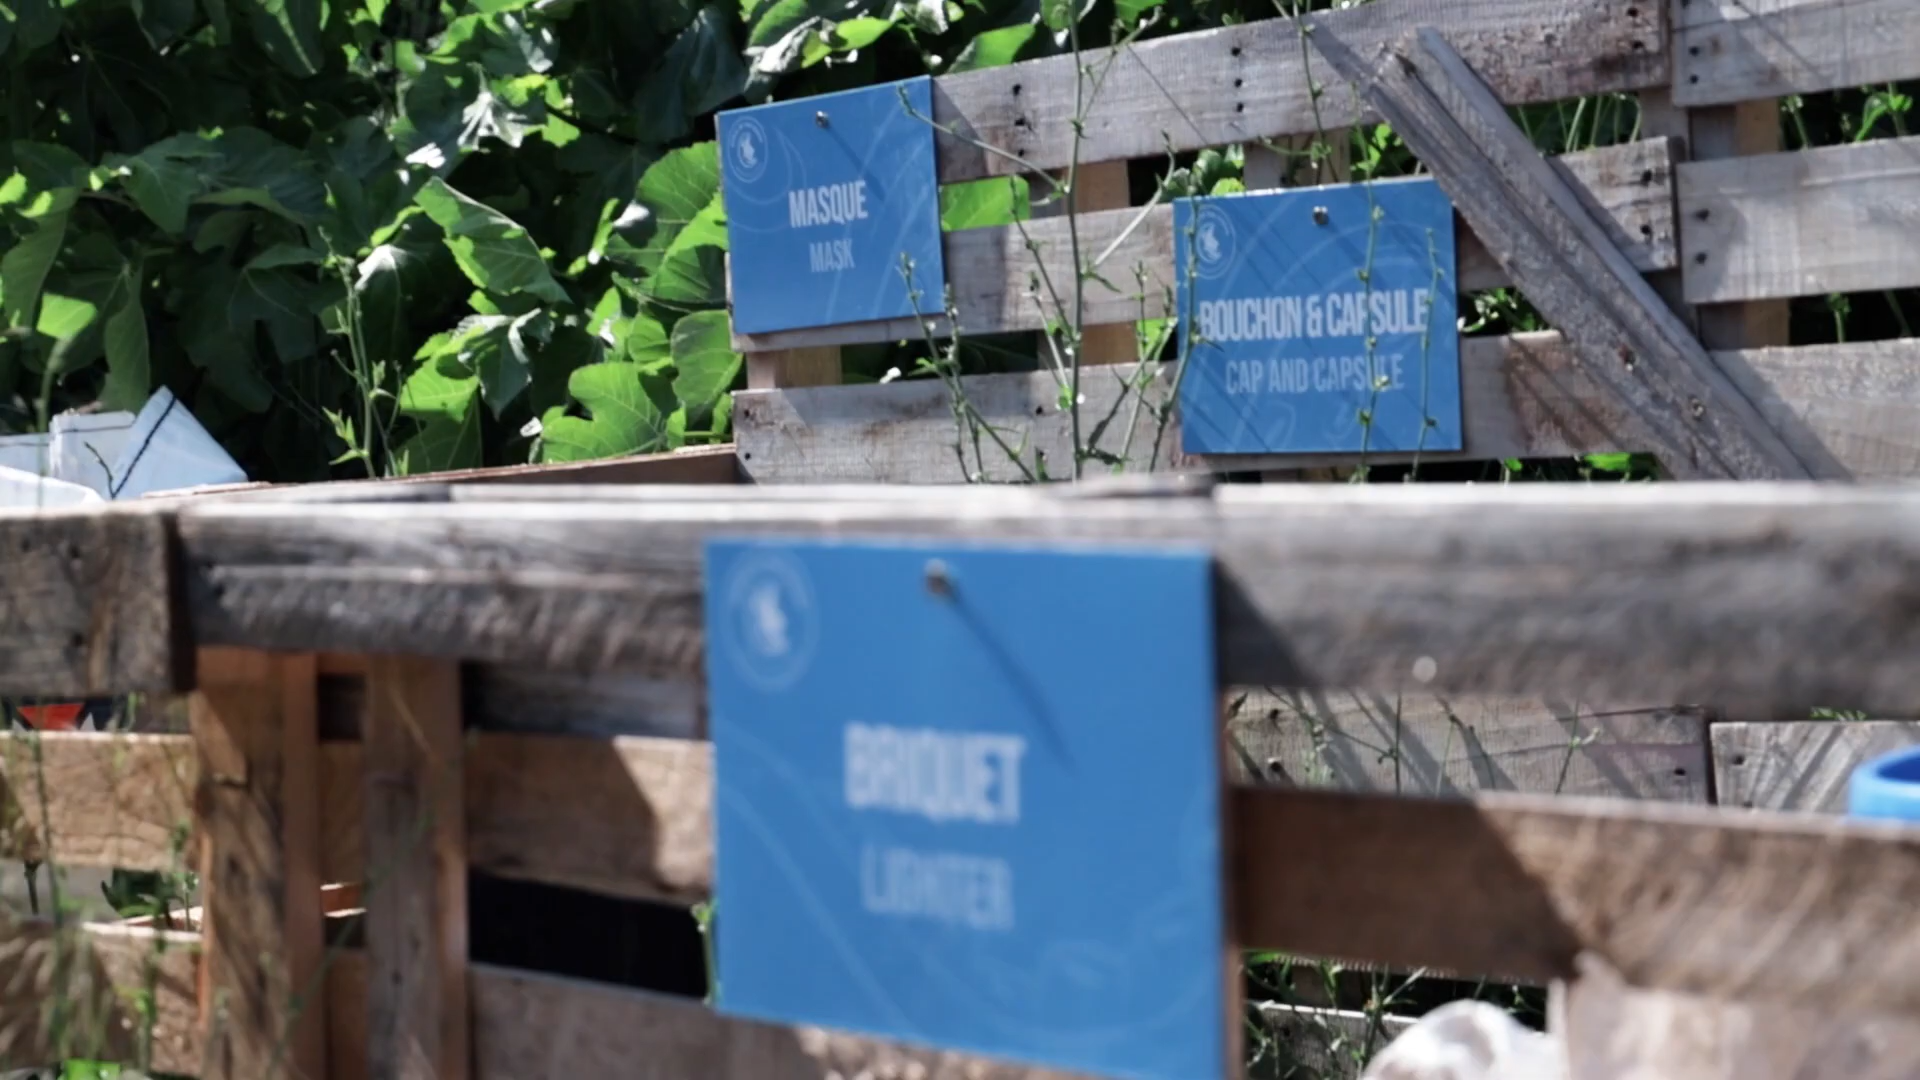 MASQUE
MASK
BOUCHON & CAPSULE
CAP AND CAPSULE
BRIQUET
LIGHTER